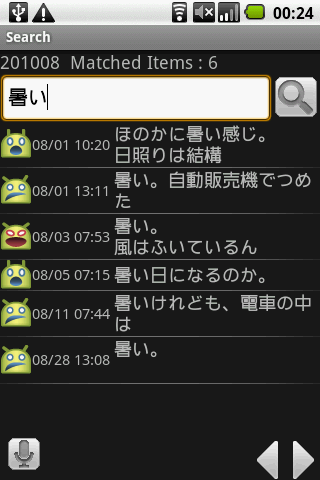 00:24
Search
201008 Matched Items : 6
暑い
08/01 10:20 ほのかに暑い感じ。
日照りは結構
08/01 13:11 暑い。自動販売機でつめ
た
08/03 07:53 暑い。
風はふいているん
08/05 07:15 暑い日になるのか。
08/11 07:44 暑いけれども、電車の中
は
08/28 13:08 暑い。